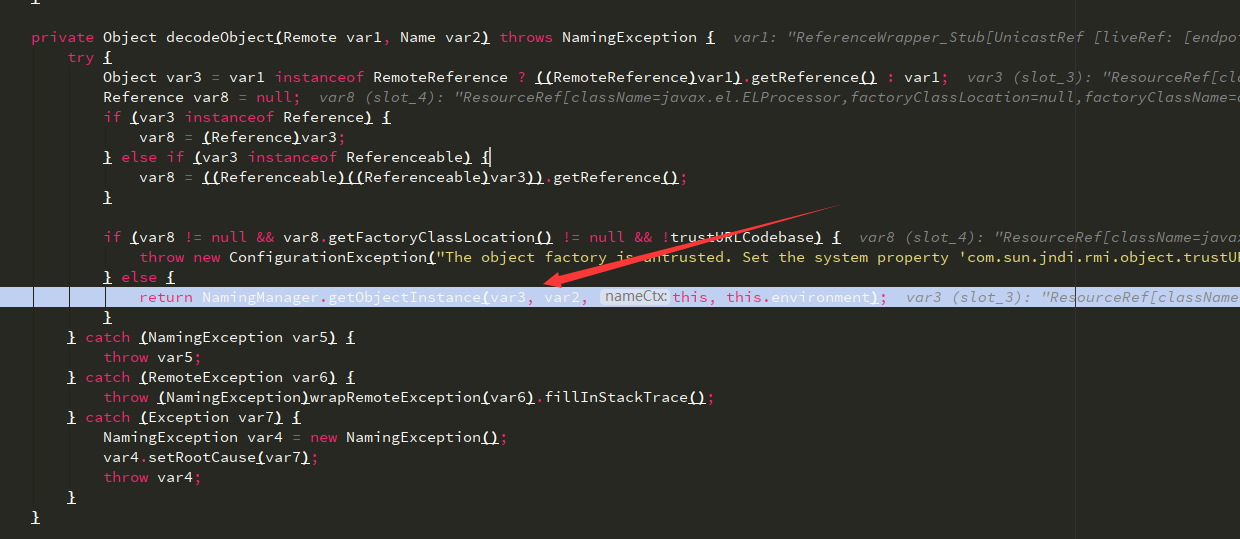 }
private Object decodeObject(Remote var1, Name var2) throws NamingException {  var1: "ReferenceWrapper_Stub[UnicastRef [liveRef: [endpo
try {
Object var3 = var1 instanceof RemoteReference ? ((RemoteReference)var1).getReference() : var1;  var3 (slot_3): "ResourceRef[cl
Reference var8 = null;  var8 (slot_4): "ResourceRef[className=javax.el.ELProcessor,factoryClassLocation=null,factoryClassName=
if (var3 instanceof Reference) {
var8 = (Reference)var3;
} else if (var3 instanceof Referenceable) {
var8 = ((Referenceable)((Referenceable)var3)).getReference();
}
if (var8 != null && var8.getFactoryClassLocation() != null && !trustURLCodebase) {  var8 (slot_4): "ResourceRef[className=java
throw new ConfigurationException("The object factory is untrusted. Set the system property 'com.sun.jndi.rmi.object.trustU
} else {
return NamingManager.getObjectInstance(var3, var2, nameCtx: this, this.environment);  var3 (slot_3): "ResourceRef[className
}
} catch (NamingException var5) {
throw var5;
} catch (RemoteException var6) {
throw (NamingException)wrapRemoteException(var6).fillInStackTrace();
} catch (Exception var7) {
NamingException var4 = new NamingException();
var4.setRootCause(var7);
throw var4;
}
}